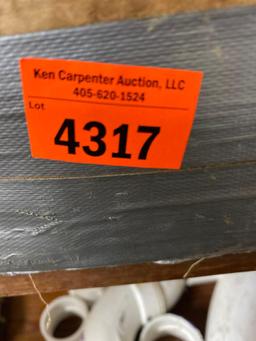 Ken Carpenter Auction, LLC
405-620-1524
Lot
4317